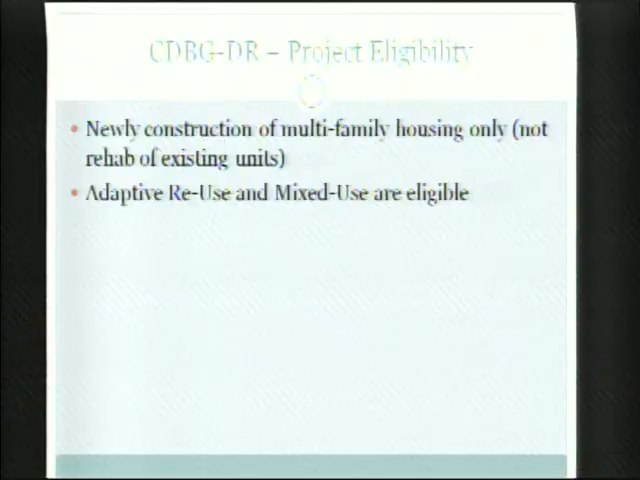 CDBG-DR – Project Eligibility
• Newly construction of multi-family housing only (not
rehab of existing units)
• Adaptive Re-Use and Mixed-Use are eligible